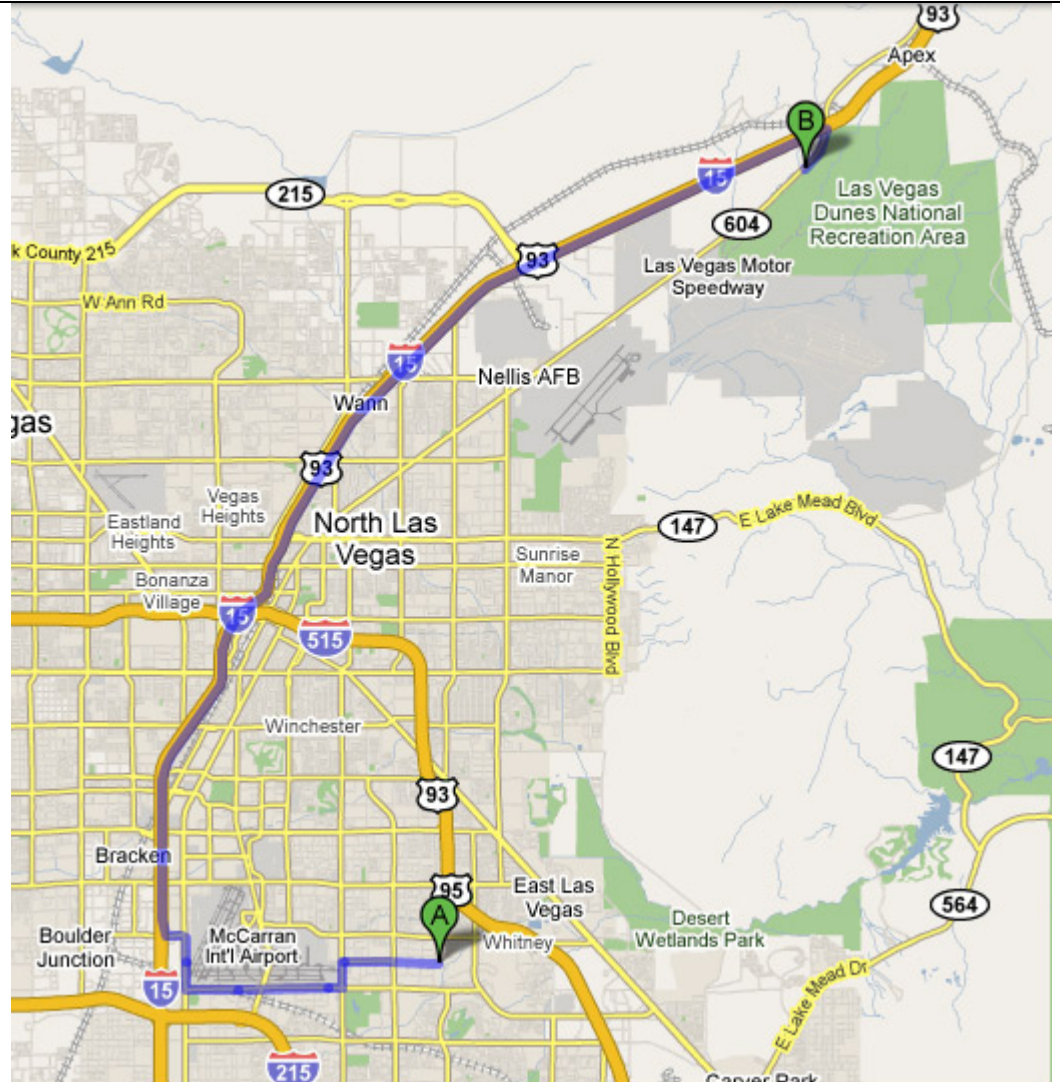 93
Apex
B
15
Las Vegas
Dunes National
Recreation Area
215
604
k County 215
93
Las Vegas Motor
Speedway
W Ann Rd
15
Nellis AFB
Wann
gas
93
Vegas
Heights
North Las
Vegas
147
E Lake Mead Blvd
Eastland
Heights
Sunrise
Manor
N Hollywood Blvd
Bonanza
Village
15
515
Winchester
147
93
Bracken
95
East Las
Vegas
564
A
Desert
Wetlands Park
Boulder
Junction
McCarran
Int'l Airport
Whitney
15
E Lake Mead Dr
215
Carver Park